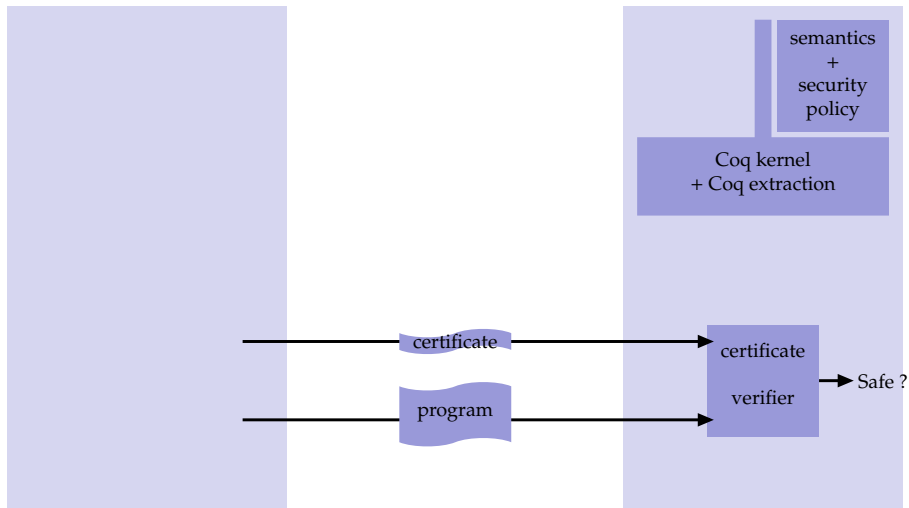 semantics
+
security
policy
Coq kernel
+ Coq extraction
certificate
certificate
verifier
Safe ?
program